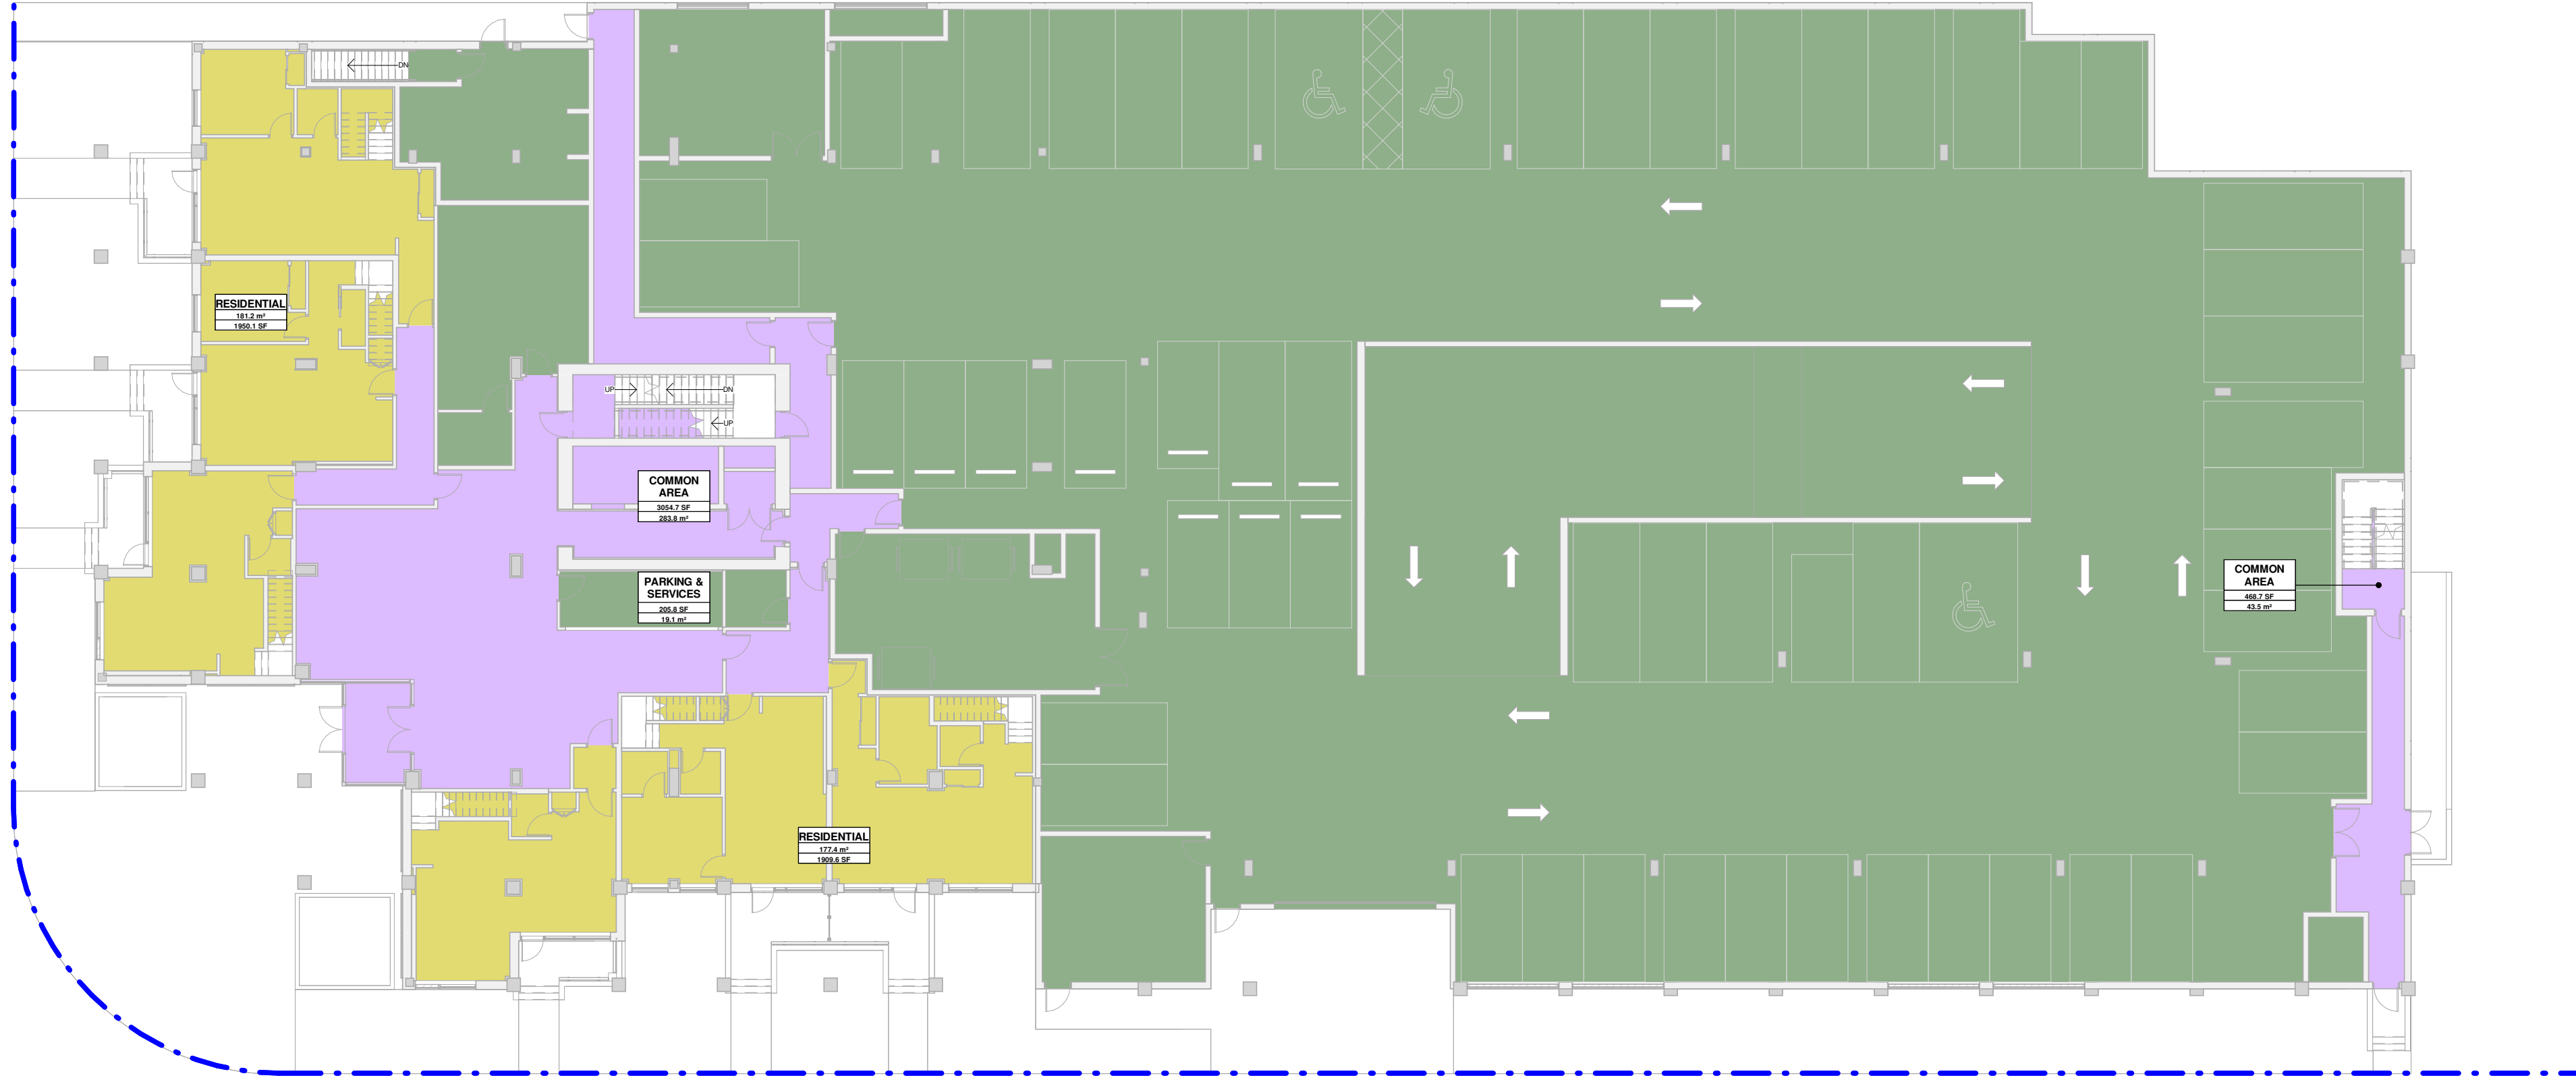 DN
RESIDENTIAL
181.2 m²
1950.1 SF
UP
DN
UP
COMMON
AREA
3054.7 SF
283.8 m²
PARKING &
SERVICES
205.8 SF
19.1 m²
COMMON
AREA
468.7 SF
43.5 m²
RESIDENTIAL
177.4 m²
1909.6 SF